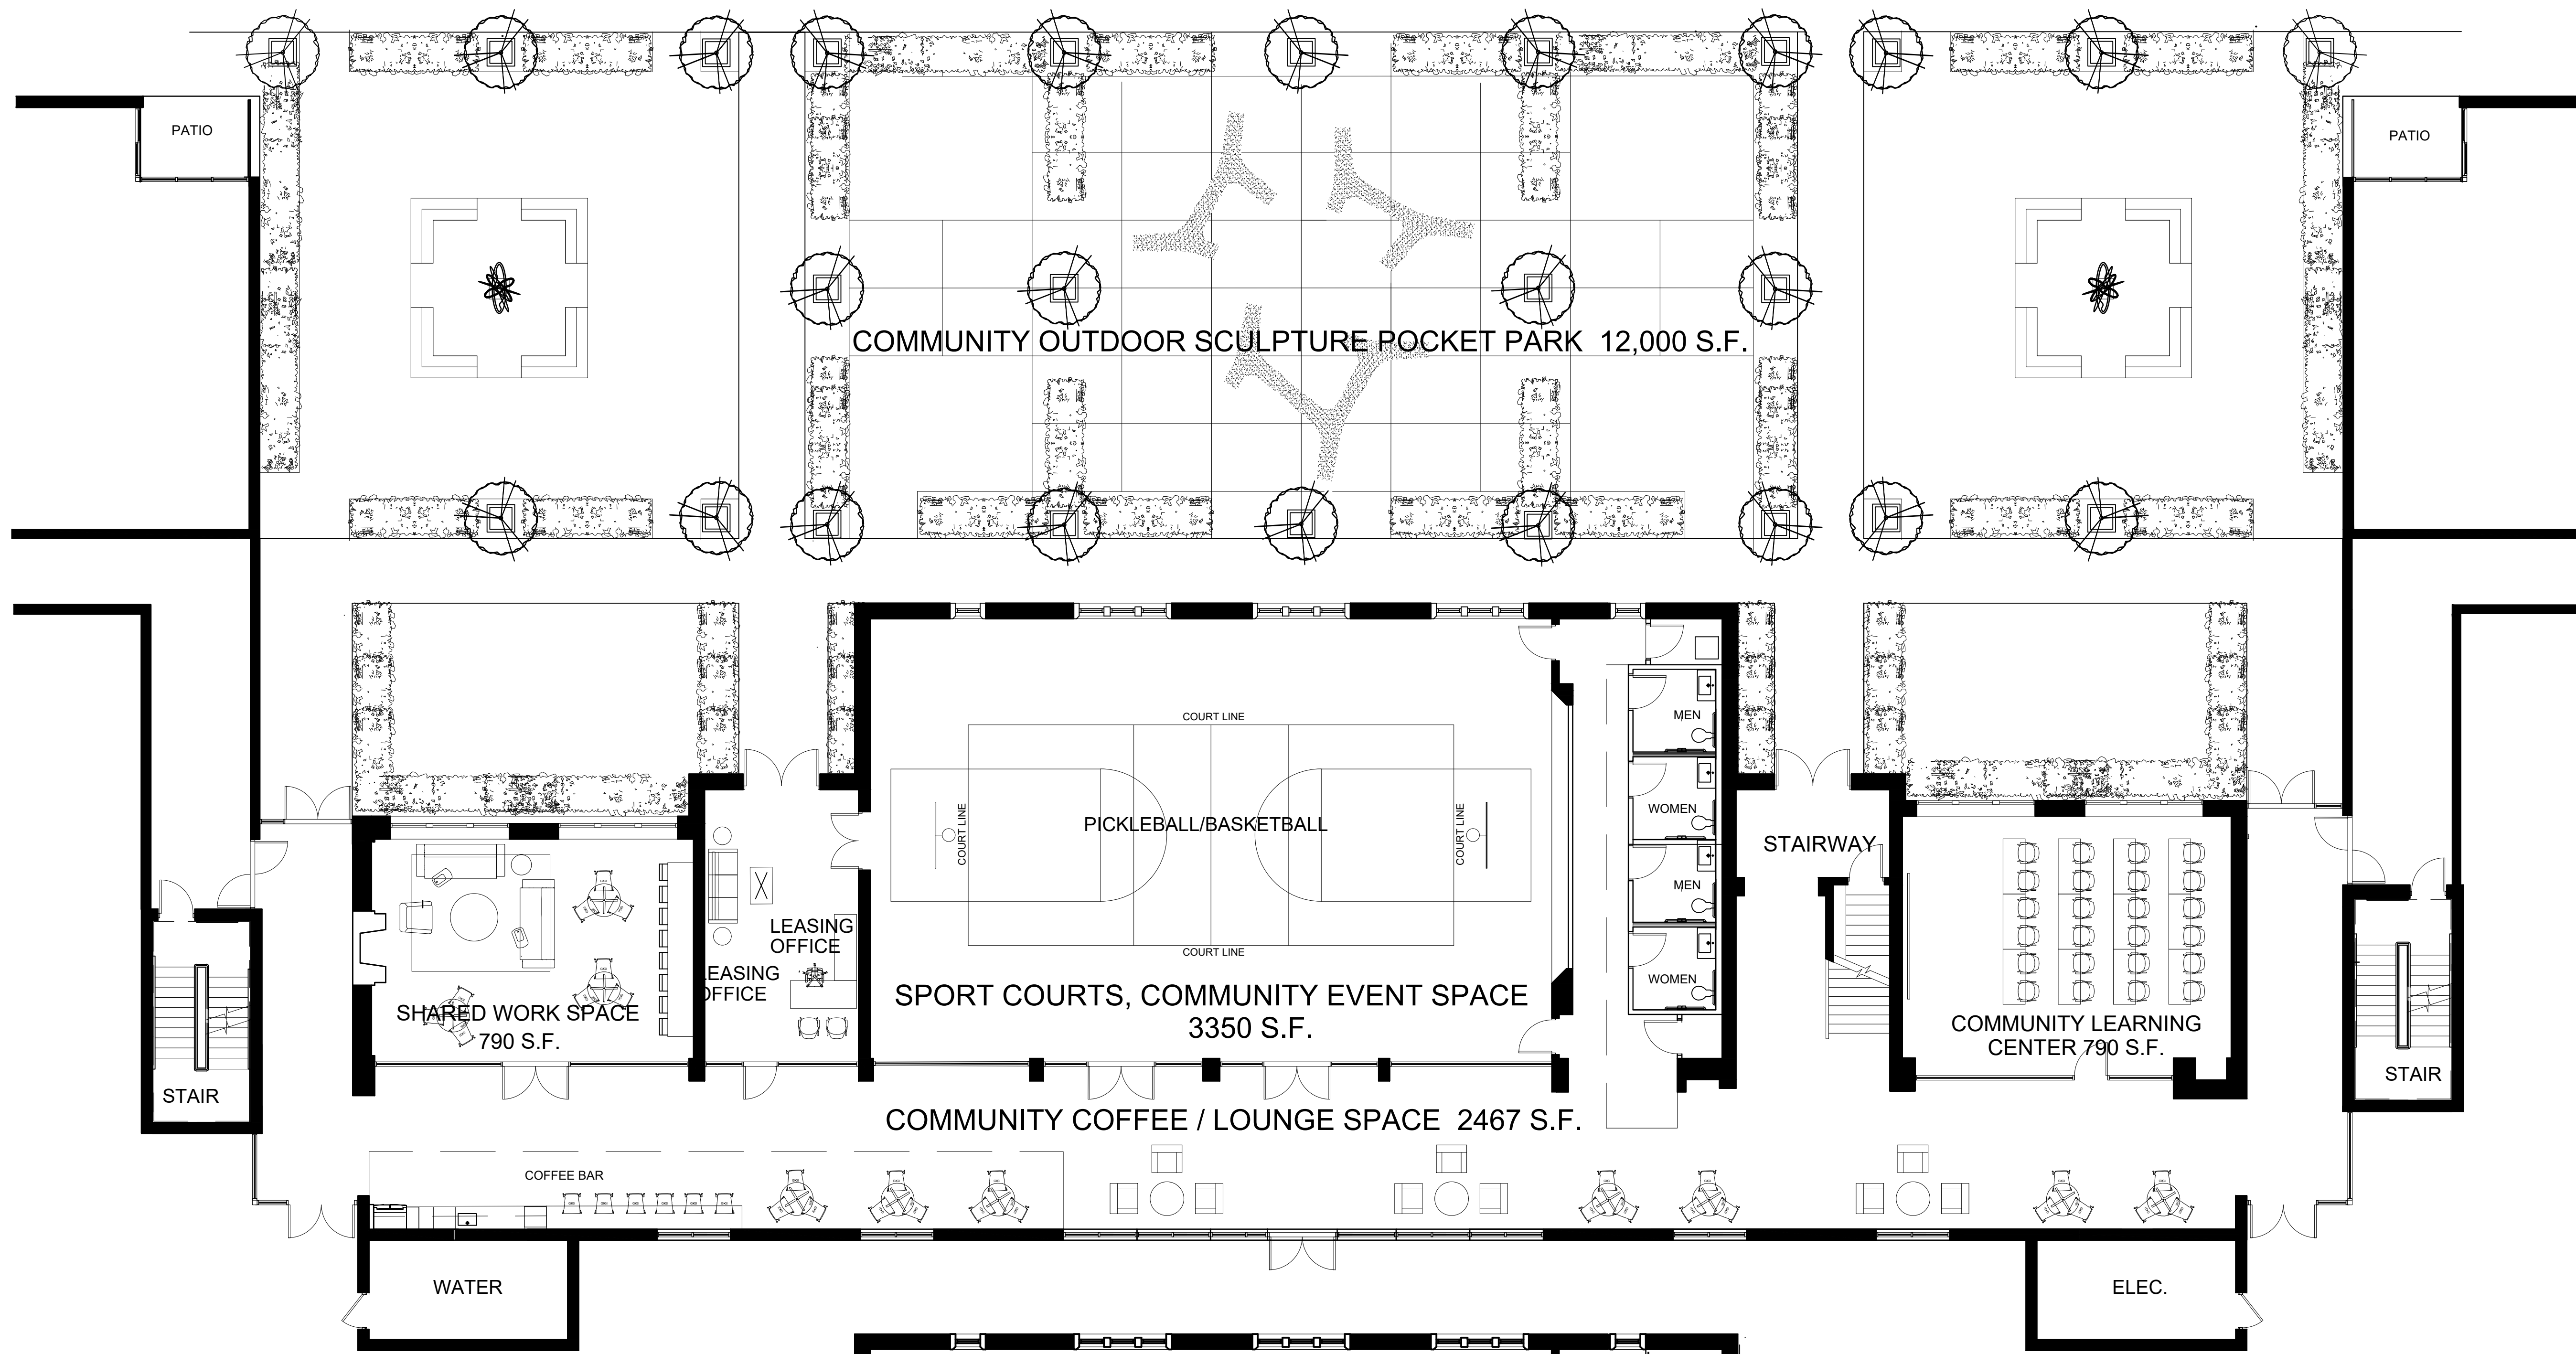 PATIO
PATIO
COMMUNITY OUTDOOR SCULPTURE POCKET PARK 12,000 S.F.
COURT LINE
MEN
WOMEN
COURT LINE
PICKLEBALL/BASKETBALL
COURT LINE
STAIRWAY
MEN
LEASING
OFFICE
COURT LINE
LEASING
OFFICE
WOMEN
SPORT COURTS, COMMUNITY EVENT SPACE
3350 S.F.
SHARED WORK SPACE
790 S.F.
COMMUNITY LEARNING
CENTER 790 S.F.
STAIR
STAIR
COMMUNITY COFFEE / LOUNGE SPACE 2467 S.F.
COFFEE BAR
WATER
ELEC.